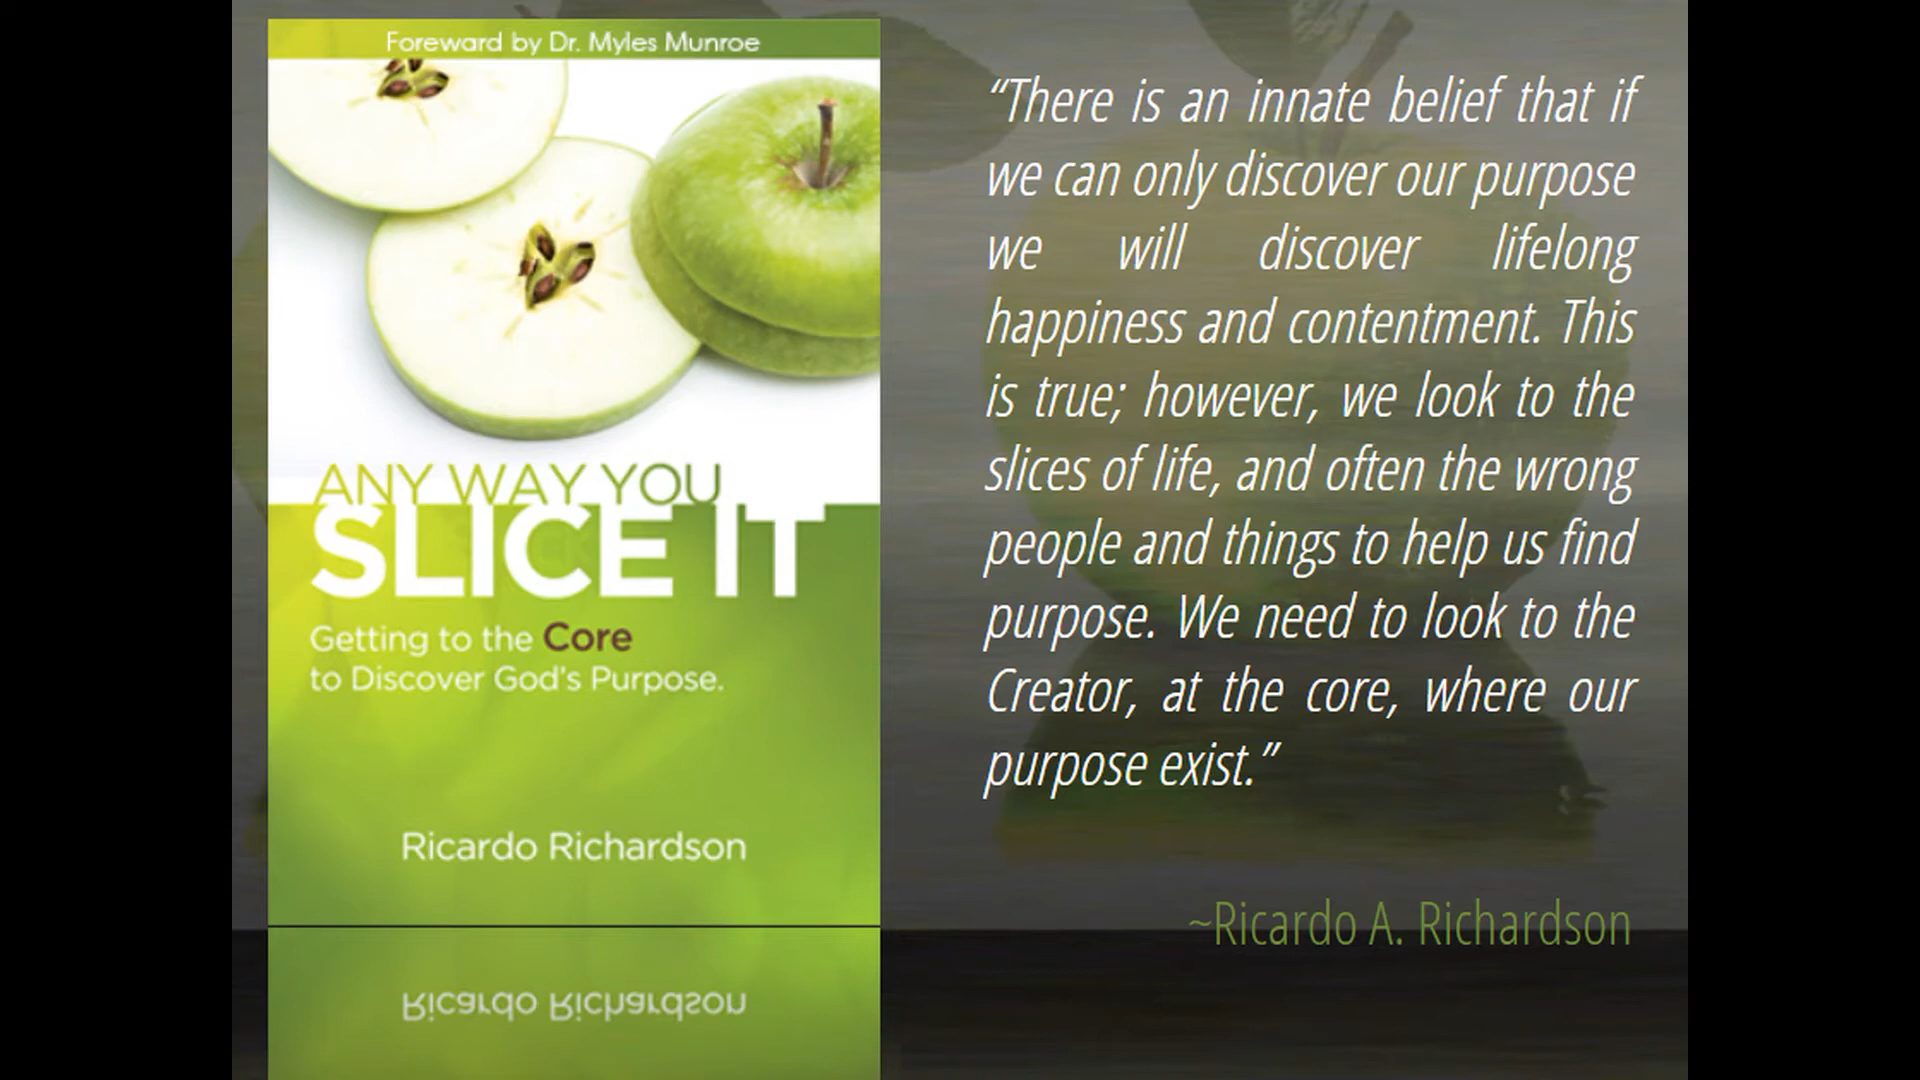 Foreward by Dr. Myles Munroe
ANY WAY YOU
SLICE IT
Getting to the Core
to Discover God's Purpose.
Ricardo Richardson
Ricardo Richardson
“There is an innate belief that if
we can only discover our purpose
we will discover lifelong
happiness and contentment. This
is true; however, we look to the
slices of life, and often the wrong
people and things to help us find
purpose. We need to look to the
Creator, at the core, where our
purpose exist.”
~Ricardo A. Richardson